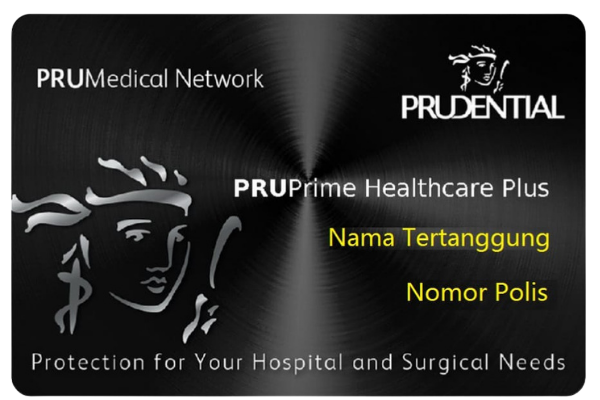 PRUMedical Network
PRUDENTIAL
PRUPrime Healthcare Plus
Nama Tertanggung
Nomor Polis
Protection for Your Hospital and Surgical Needs